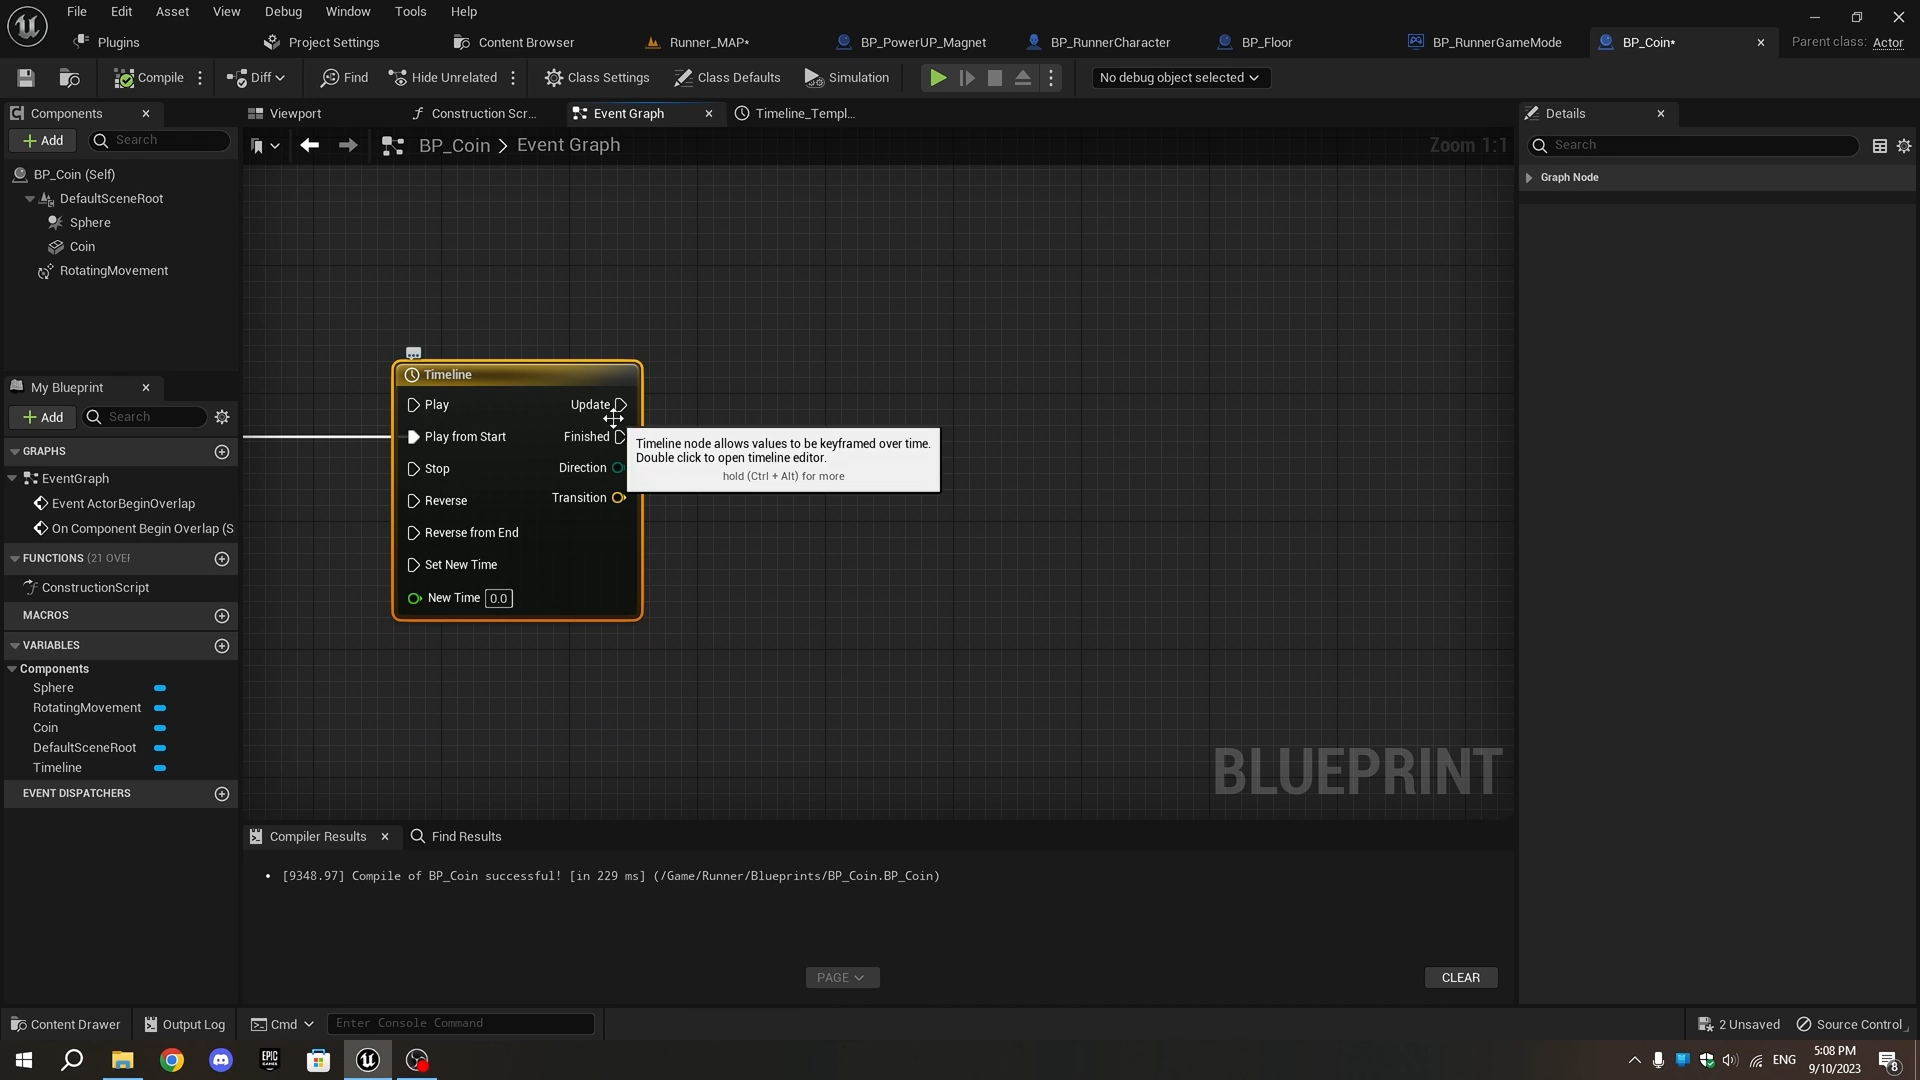 File Edit Asset View Debug Window Tools Help
Plugins Project Settings Content Browser Runner_MAP* BP_PowerUP_Magnet BP_RunnerCharacter BP_Floor BP_RunnerGameMode BP_Coin* Parent class: Actor
Compile Diff Find Hide Unrelated Class Settings Class Defaults Simulation No debug object selected
Components Viewport Construction Scr... Event Graph Timeline_Templ... Details
Add Search BP_Coin > Event Graph Zoom 1:1 Search
BP_Coin (Self) Graph Node
DefaultSceneRoot
Sphere
Coin
RotatingMovement
Timeline
My Blueprint
Play Update
Add Search
Play from Start Finished
Timeline node allows values to be keyframed over time.
Double click to open timeline editor.
hold (Ctrl + Alt) for more
GRAPHS
Stop Direction
EventGraph
Reverse Transition
Event ActorBeginOverlap
On Component Begin Overlap (S
Reverse from End
FUNCTIONS (21 OVER
Set New Time
ConstructionScript
New Time 0.0
MACROS
VARIABLES
Components
Sphere
RotatingMovement
Coin
DefaultSceneRoot
Timeline
BLUEPRINT
EVENT DISPATCHERS
Compiler Results Find Results
• [9348.97] Compile of BP_Coin successful! [in 229 ms] (/Game/Runner/Blueprints/BP_Coin.BP_Coin)
PAGE CLEAR
Content Drawer Output Log Cmd Enter Console Command 2 Unsaved Source Control
EPIC GAMES ENG 5:08 PM
9/10/2023 8